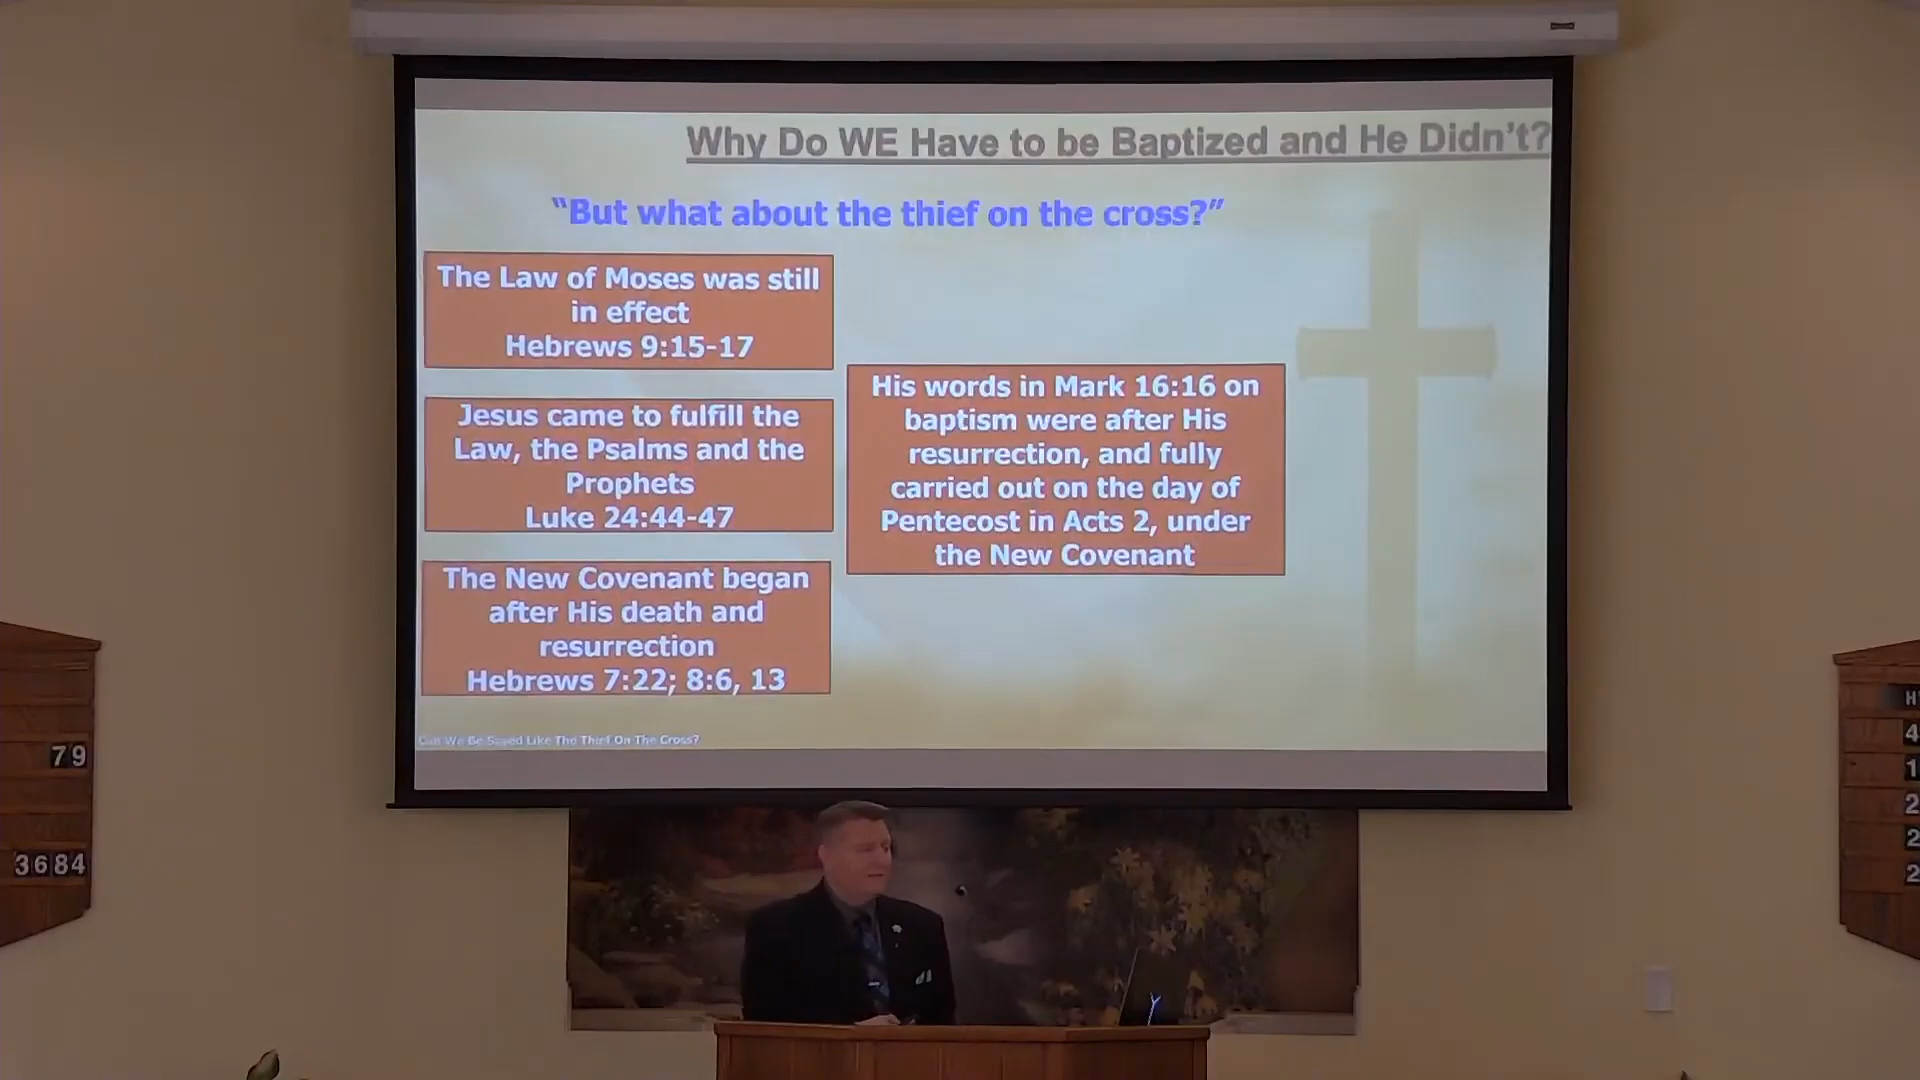 Why Do WE Have to be Baptized and He Didn't?
"But what about the thief on the cross?"
The Law of Moses was still
in effect
Hebrews 9:15-17
Jesus came to fulfill the
Law, the Psalms and the
Prophets
Luke 24:44-47
The New Covenant began
after His death and
resurrection
Hebrews 7:22; 8:6, 13
His words in Mark 16:16 on
baptism were after His
resurrection, and fully
carried out on the day of
Pentecost in Acts 2, under
the New Covenant
Can We Be Saved Like The Thief On The Cross?
79
3684
H
4
1
2
2
2